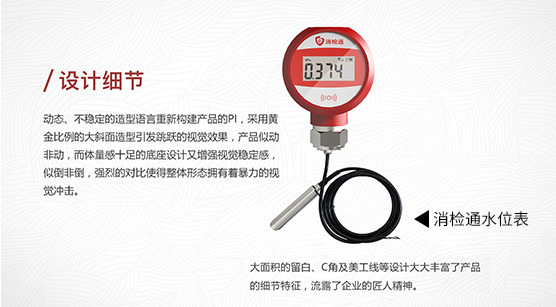 / 设计细节
动态、不稳定的造型语言重新构建产品的PI，采用黄
金比例的大斜面造型引发跳跃的视觉效果，产品似动
非动，而体量感十足的底座设计又增强视觉稳定感，
似倒非倒，强烈的对比使得整体形态拥有着暴力的视
觉冲击。
消检通
0.374
消检通水位表
大面积的留白、C角及美工线等设计大大丰富了产品
的细节特征，流露了企业的匠人精神。